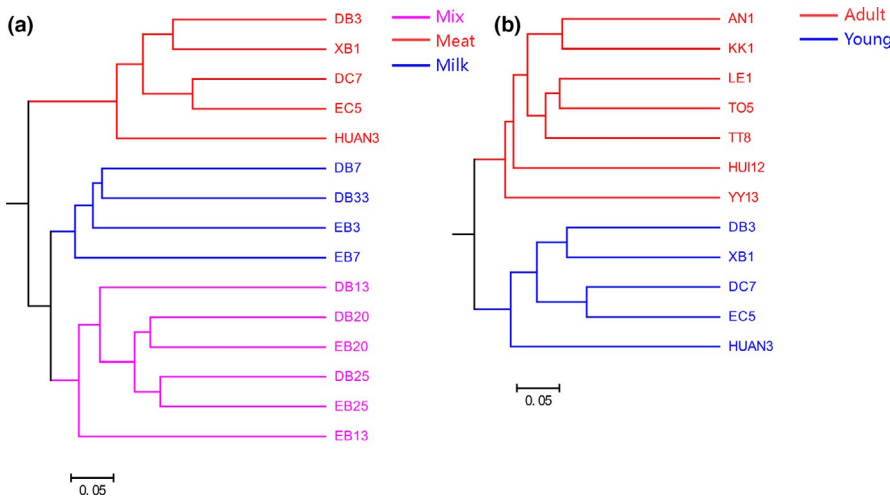 (a)
DB3
XB1
DC7
EC5
HUAN3
DB7
DB33
EB3
EB7
DB13
DB20
EB20
DB25
EB25
EB13
Mix
Meat
Milk
0.05
(b)
AN1
KK1
LE1
TO5
TT8
HUI12
YY13
DB3
XB1
DC7
EC5
HUAN3
Adult
Young
0.05